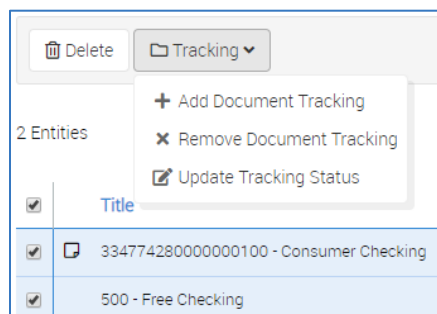 Delete Tracking
Add Document Tracking
2 Entities
Remove Document Tracking
Update Tracking Status
Title
334774280000000100 - Consumer Checking
500 - Free Checking